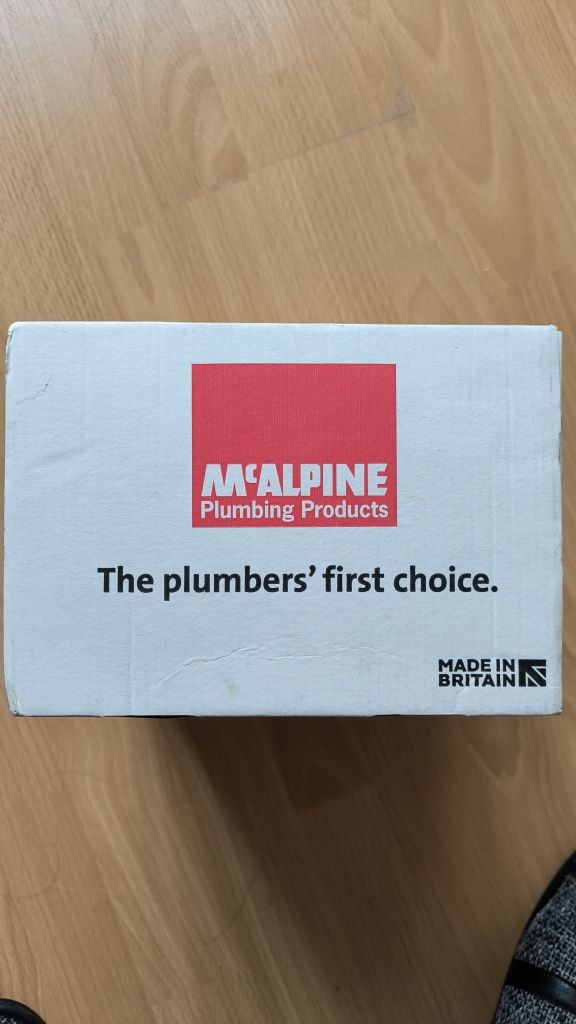 McALPINE
Plumbing Products
The plumbers’ first choice.
MADE IN
BRITAIN